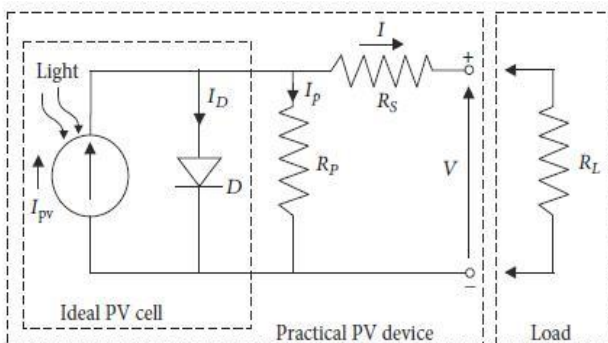 Light
I
+
I_D
I_p
R_S
R_P
V
R_L
I_pv
D
−
Ideal PV cell
Practical PV device
Load